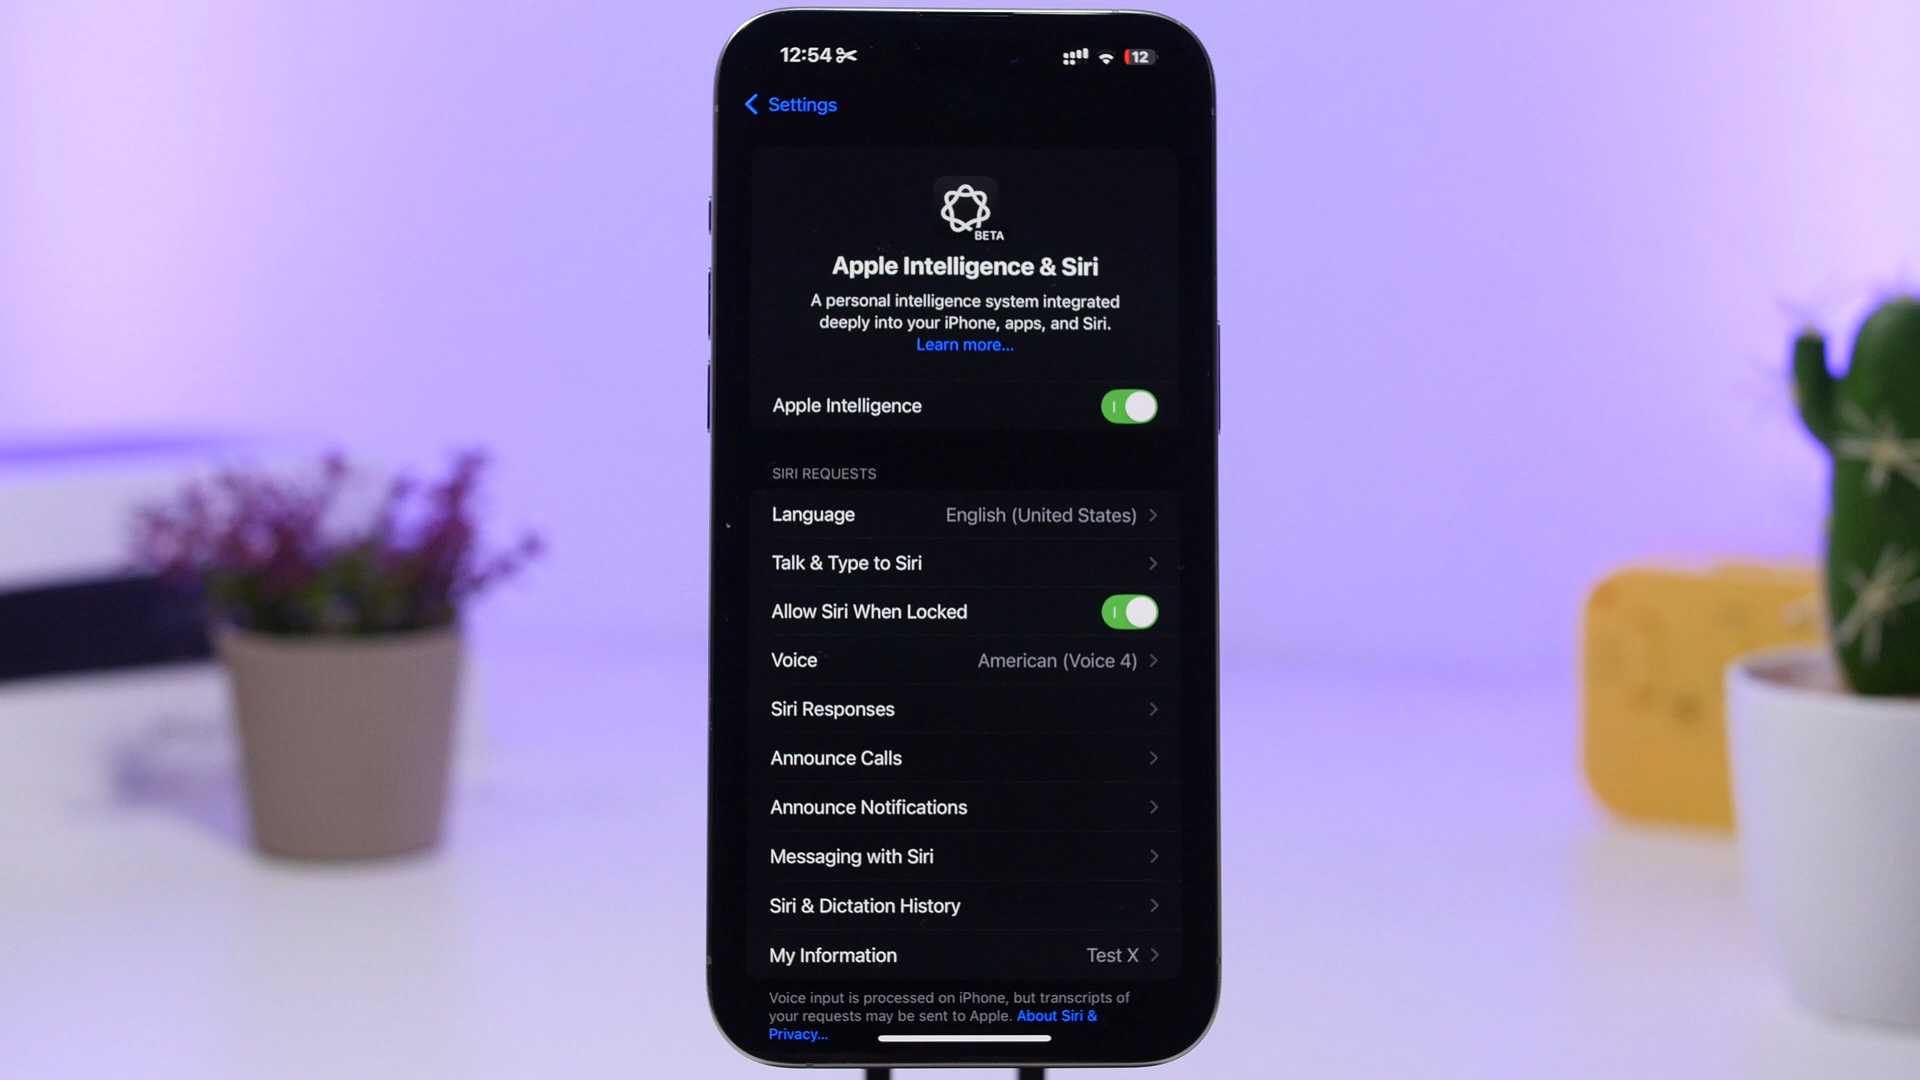 12:54
12
Settings
BETA
Apple Intelligence & Siri
A personal intelligence system integrated
deeply into your iPhone, apps, and Siri.
Learn more...
Apple Intelligence
SIRI REQUESTS
Language English (United States)
Talk & Type to Siri
Allow Siri When Locked
Voice American (Voice 4)
Siri Responses
Announce Calls
Announce Notifications
Messaging with Siri
Siri & Dictation History
My Information Test X
Voice input is processed on iPhone, but transcripts of
your requests may be sent to Apple. About Siri &
Privacy...